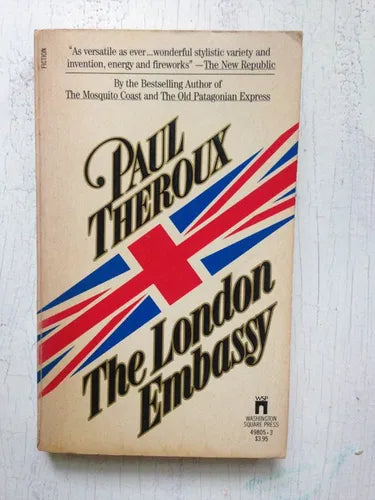 FICTION
"As versatile as ever...wonderful stylistic variety and
invention, energy and fireworks" —The New Republic
By the Bestselling Author of
The Mosquito Coast and The Old Patagonian Express
PAUL
THEROUX
The London
Embassy
WSP
WASHINGTON
SQUARE PRESS
49805-3
$3.95